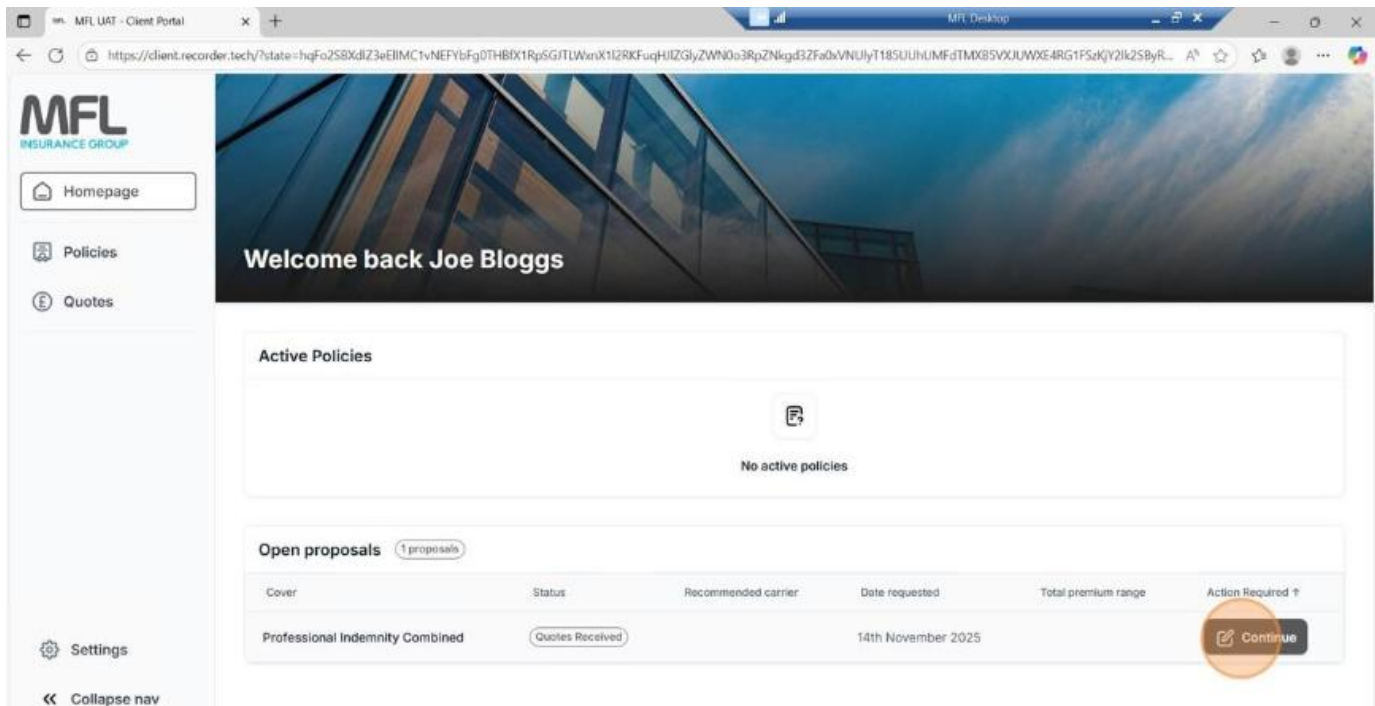 MFL UAT - Client Portal
MFL Desktop
MFL
INSURANCE GROUP
Homepage
Policies
Quotes
Welcome back Joe Bloggs
Active Policies
No active policies
Open proposals 1 proposals
Cover Status Recommended carrier Date requested Total premium range Action Required ↑
Professional Indemnity Combined Quotes Received 14th November 2025 Continue
Settings
Collapse nav